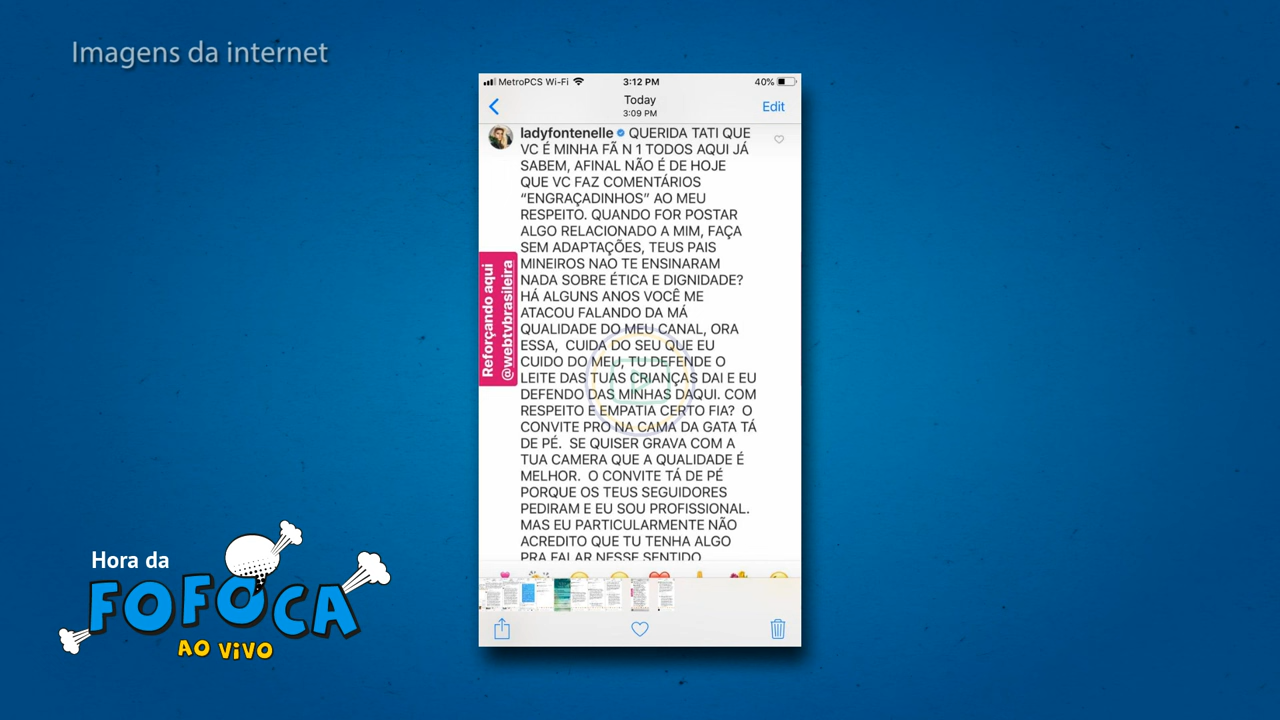 Imagens da internet
MetroPCS Wi-Fi
3:12 PM
40%
Today
3:09 PM
Edit
ladyfontenelle QUERIDA TATI QUE
VC É MINHA FÃ N 1 TODOS AQUI JÁ
SABEM, AFINAL NÃO É DE HOJE
QUE VC FAZ COMENTÁRIOS
“ENGRAÇADINHOS” AO MEU
RESPEITO. QUANDO FOR POSTAR
ALGO RELACIONADO A MIM, FAÇA
SEM ADAPTAÇÕES, TEUS PAIS
MINEIROS NAO TE ENSINARAM
NADA SOBRE ÉTICA E DIGNIDADE?
HÁ ALGUNS ANOS VOCÊ ME
ATACOU FALANDO DA MÁ
QUALIDADE DO MEU CANAL, ORA
ESSA, CUIDA DO SEU QUE EU
CUIDO DO MEU, TU DEFENDE O
LEITE DAS TUAS CRIANÇAS DAI E EU
DEFENDO DAS MINHAS DAQUI. COM
RESPEITO E EMPATIA CERTO FIA? O
CONVITE PRO NA CAMA DA GATA TÁ
DE PÉ. SE QUISER GRAVA COM A
TUA CAMERA QUE A QUALIDADE É
MELHOR. O CONVITE TÁ DE PÉ
PORQUE OS TEUS SEGUIDORES
PEDIRAM E EU SOU PROFISSIONAL.
MAS EU PARTICULARMENTE NÃO
ACREDITO QUE TU TENHA ALGO
PRA FALAR NESSE SENTIDO
Reforçando aqui
@webtvbrasileira
Hora da
FOFOCA
AO VIVO